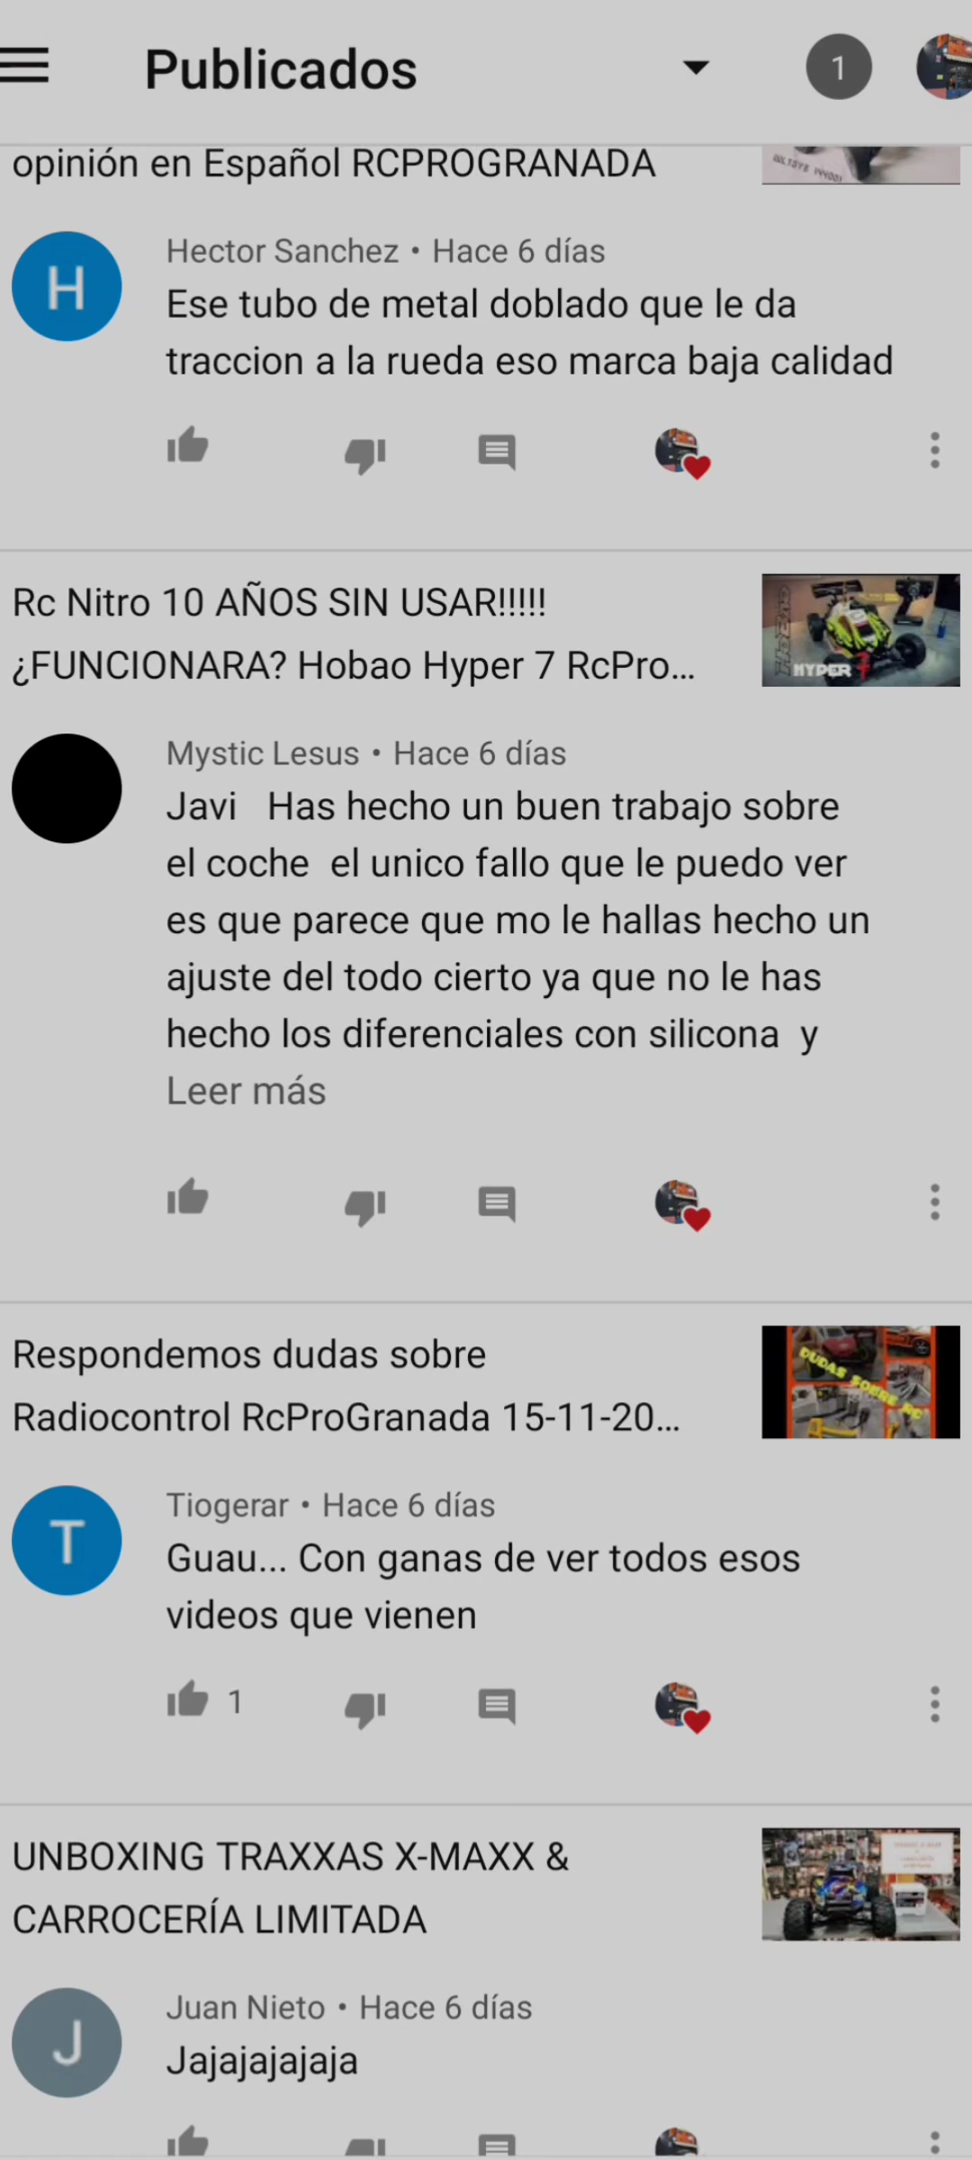 Publicados
1
opinión en Español RCPROGRANADA
H
Hector Sanchez • Hace 6 días
Ese tubo de metal doblado que le da
traccion a la rueda eso marca baja calidad
Rc Nitro 10 AÑOS SIN USAR!!!!!
¿FUNCIONARA? Hobao Hyper 7 RcPro...
HYPER 7
Mystic Lesus • Hace 6 días
Javi   Has hecho un buen trabajo sobre
el coche  el unico fallo que le puedo ver
es que parece que mo le hallas hecho un
ajuste del todo cierto ya que no le has
hecho los diferenciales con silicona  y
Leer más
Respondemos dudas sobre
Radiocontrol RcProGranada 15-11-20...
DUDAS SOBRE RC
T
Tiogerar • Hace 6 días
Guau... Con ganas de ver todos esos
videos que vienen
1
UNBOXING TRAXXAS X-MAXX &
CARROCERÍA LIMITADA
J
Juan Nieto • Hace 6 días
Jajajajajaja